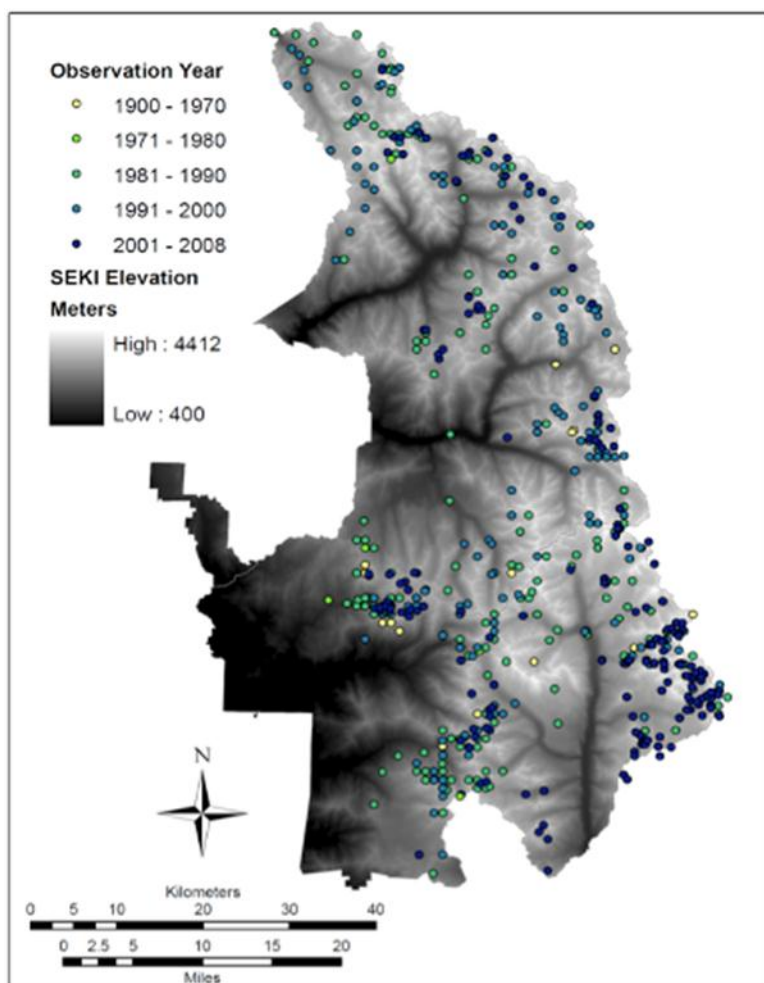 Observation Year
1900 - 1970
1971 - 1980
1981 - 1990
1991 - 2000
2001 - 2008
SEKI Elevation
Meters
High : 4412
Low : 400
N
Kilometers
0 5 10 20 30 40
0 2.5 5 10 15 20
Miles